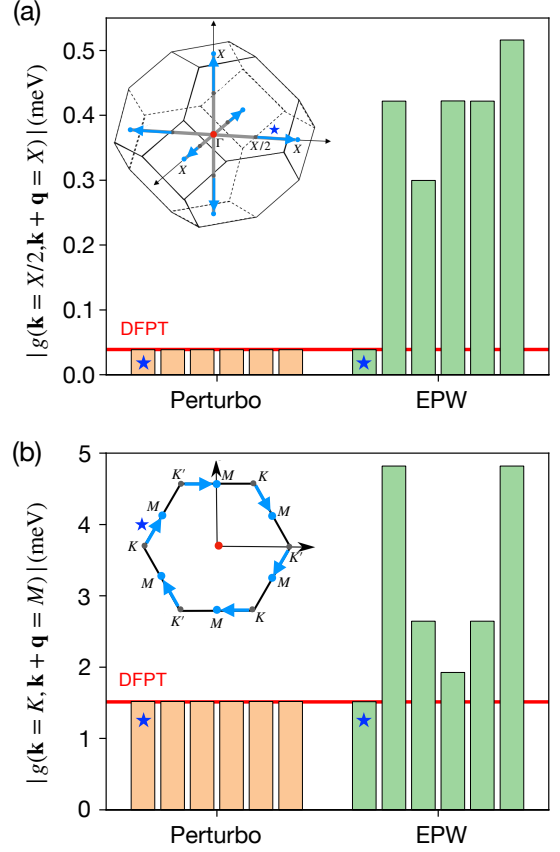 (a)
| g(k = X/2, k + q = X) | (meV)
0.5
0.4
0.3
0.2
0.1
0.0
X
Γ
X/2
X
X
DFPT
Perturbo
EPW
(b)
| g(k = K, k + q = M) | (meV)
5
4
3
2
1
0
K'
M
K
M
M
K
K'
M
M
K'
M
K
DFPT
Perturbo
EPW